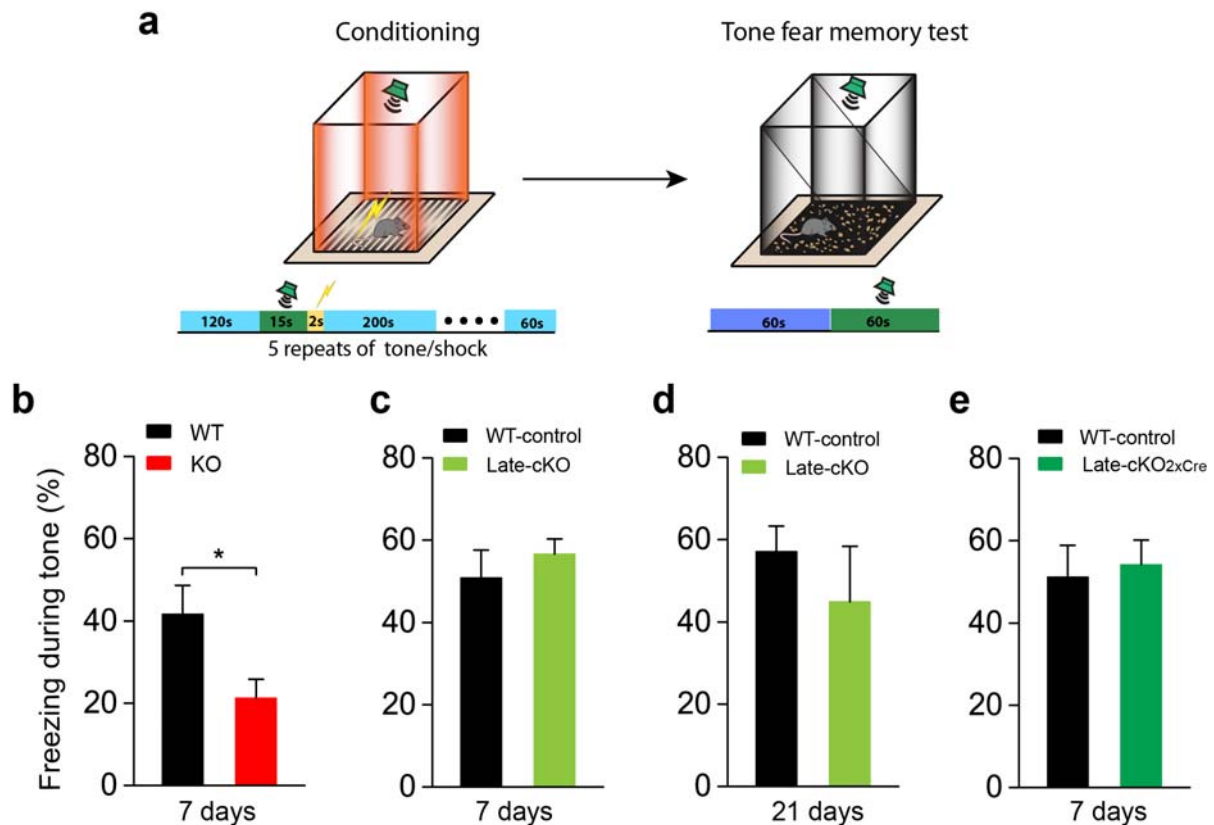 a
Conditioning
Tone fear memory test
120s 15s 2s 200s 60s
60s 60s
5 repeats of tone/shock
b
WT
KO
Freezing during tone (%)
80
60
40
20
0
*
7 days
c
WT-control
Late-cKO
80
60
40
20
0
7 days
d
WT-control
Late-cKO
80
60
40
20
0
21 days
e
WT-control
Late-cKO2xCre
80
60
40
20
0
7 days